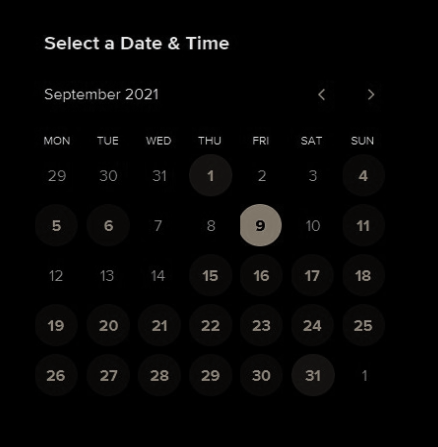 Select a Date & Time
September 2021
MON TUE WED THU FRI SAT SUN
29 30 31 1 2 3 4
5 6 7 8 9 10 11
12 13 14 15 16 17 18
19 20 21 22 23 24 25
26 27 28 29 30 31 1